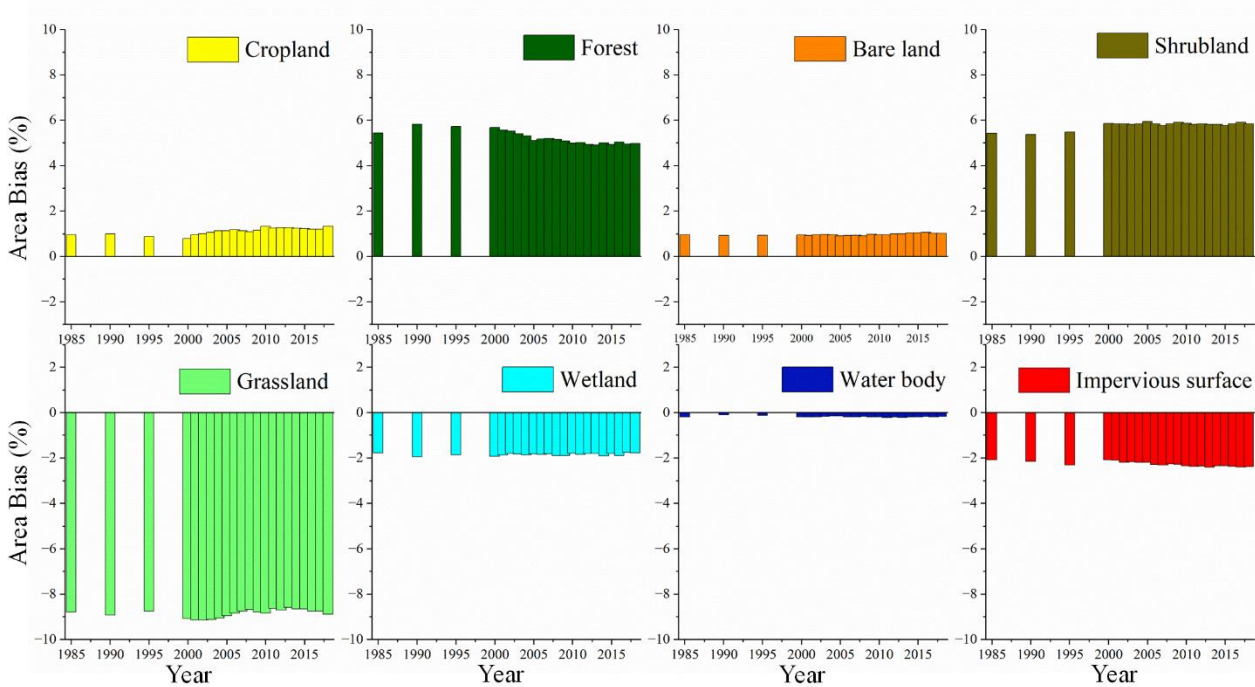 10 10 10 10
Cropland Forest Bare land Shrubland
8 8 8 8
6 6 6 6
4 4 4 4
2 2 2 2
0 0 0 0
−2 −2 −2 −2
Area Bias (%)
1985 1990 1995 2000 2005 2010 2015 1985 1990 1995 2000 2005 2010 2015 1985 1990 1995 2000 2005 2010 2015 1985 1990 1995 2000 2005 2010 2015
Grassland Wetland Water body Impervious surface
2 2 2 2
0 0 0 0
−2 −2 −2 −2
−4 −4 −4 −4
−6 −6 −6 −6
−8 −8 −8 −8
−10 −10 −10 −10
Area Bias (%)
1985 1990 1995 2000 2005 2010 2015 1985 1990 1995 2000 2005 2010 2015 1985 1990 1995 2000 2005 2010 2015 1985 1990 1995 2000 2005 2010 2015
Year Year Year Year